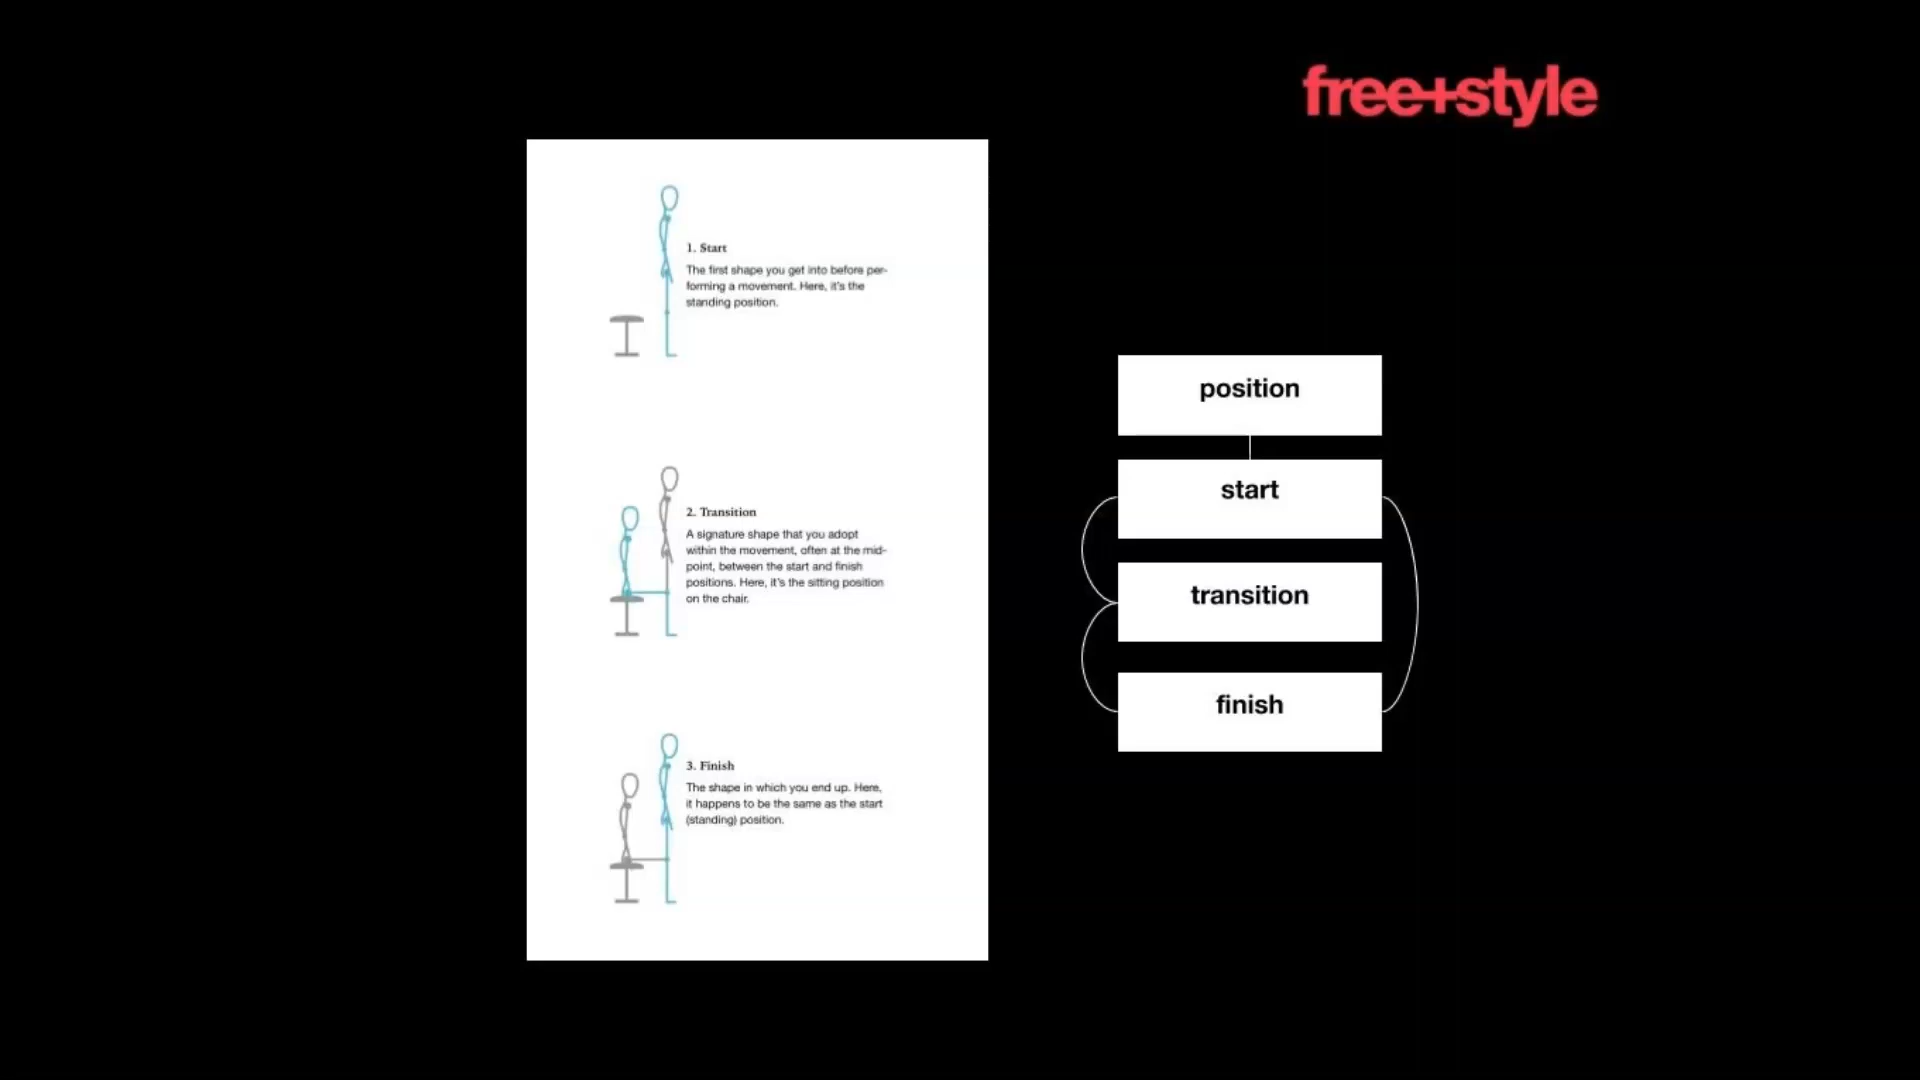 free+style
1. Start
The first shape you get into before per-
forming a movement. Here, it's the
standing position.
2. Transition
A signature shape that you adopt
within the movement, often at the mid-
point, between the start and finish
positions. Here, it's the sitting position
on the chair.
3. Finish
The shape in which you end up. Here,
it happens to be the same as the start
(standing) position.
position
start
transition
finish